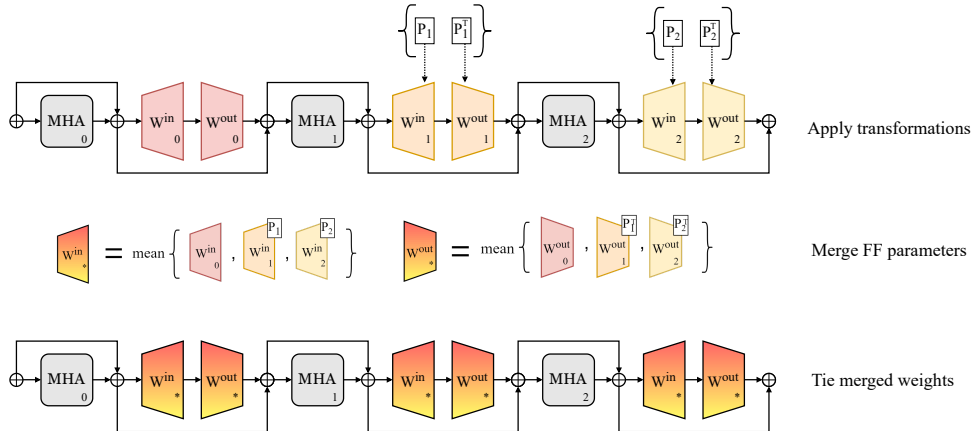 { P₁ P₁ᵀ } { P₂ P₂ᵀ }
MHA 0 Wⁱⁿ 0 Wᵒᵘᵗ 0 MHA 1 Wⁱⁿ 1 Wᵒᵘᵗ 1 MHA 2 Wⁱⁿ 2 Wᵒᵘᵗ 2 Apply transformations
Wⁱⁿ * = mean { Wⁱⁿ 0 , Wⁱⁿ 1 P₁ , Wⁱⁿ 2 P₂ } Wᵒᵘᵗ * = mean { Wᵒᵘᵗ 0 , Wᵒᵘᵗ 1 P₁ᵀ , Wᵒᵘᵗ 2 P₂ᵀ } Merge FF parameters
MHA 0 Wⁱⁿ * Wᵒᵘᵗ * MHA 1 Wⁱⁿ * Wᵒᵘᵗ * MHA 2 Wⁱⁿ * Wᵒᵘᵗ * Tie merged weights